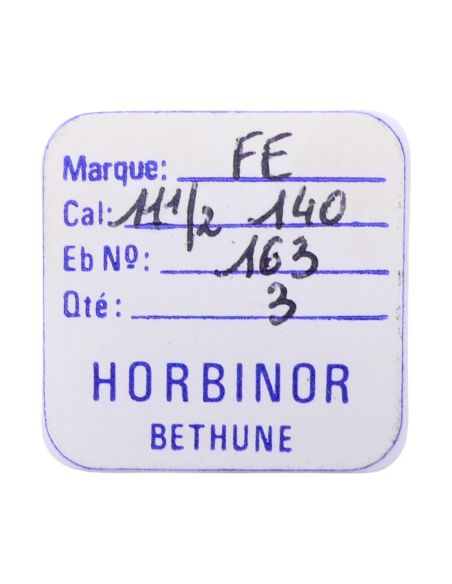 Marque: FE
Cal: 11 1/2 140
Eb Nº: 163
Qté: 3
HORBINOR
BETHUNE